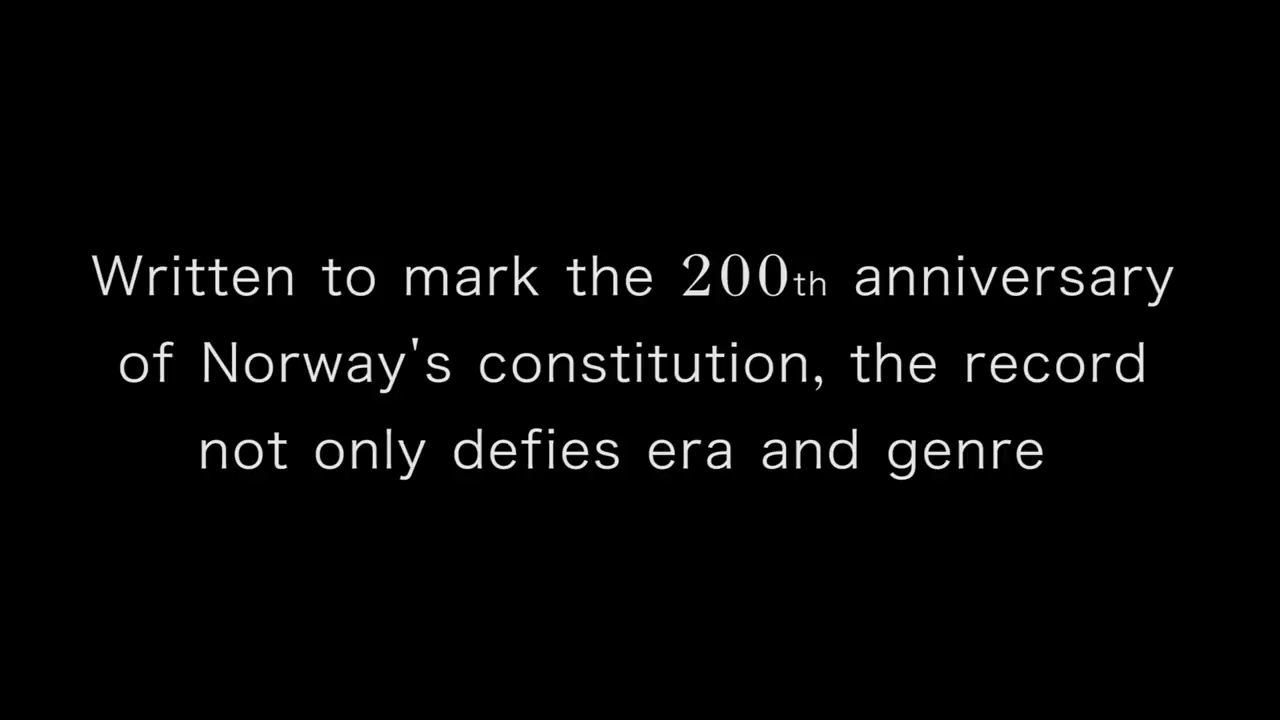 Written to mark the 200th anniversary
of Norway's constitution, the record
not only defies era and genre